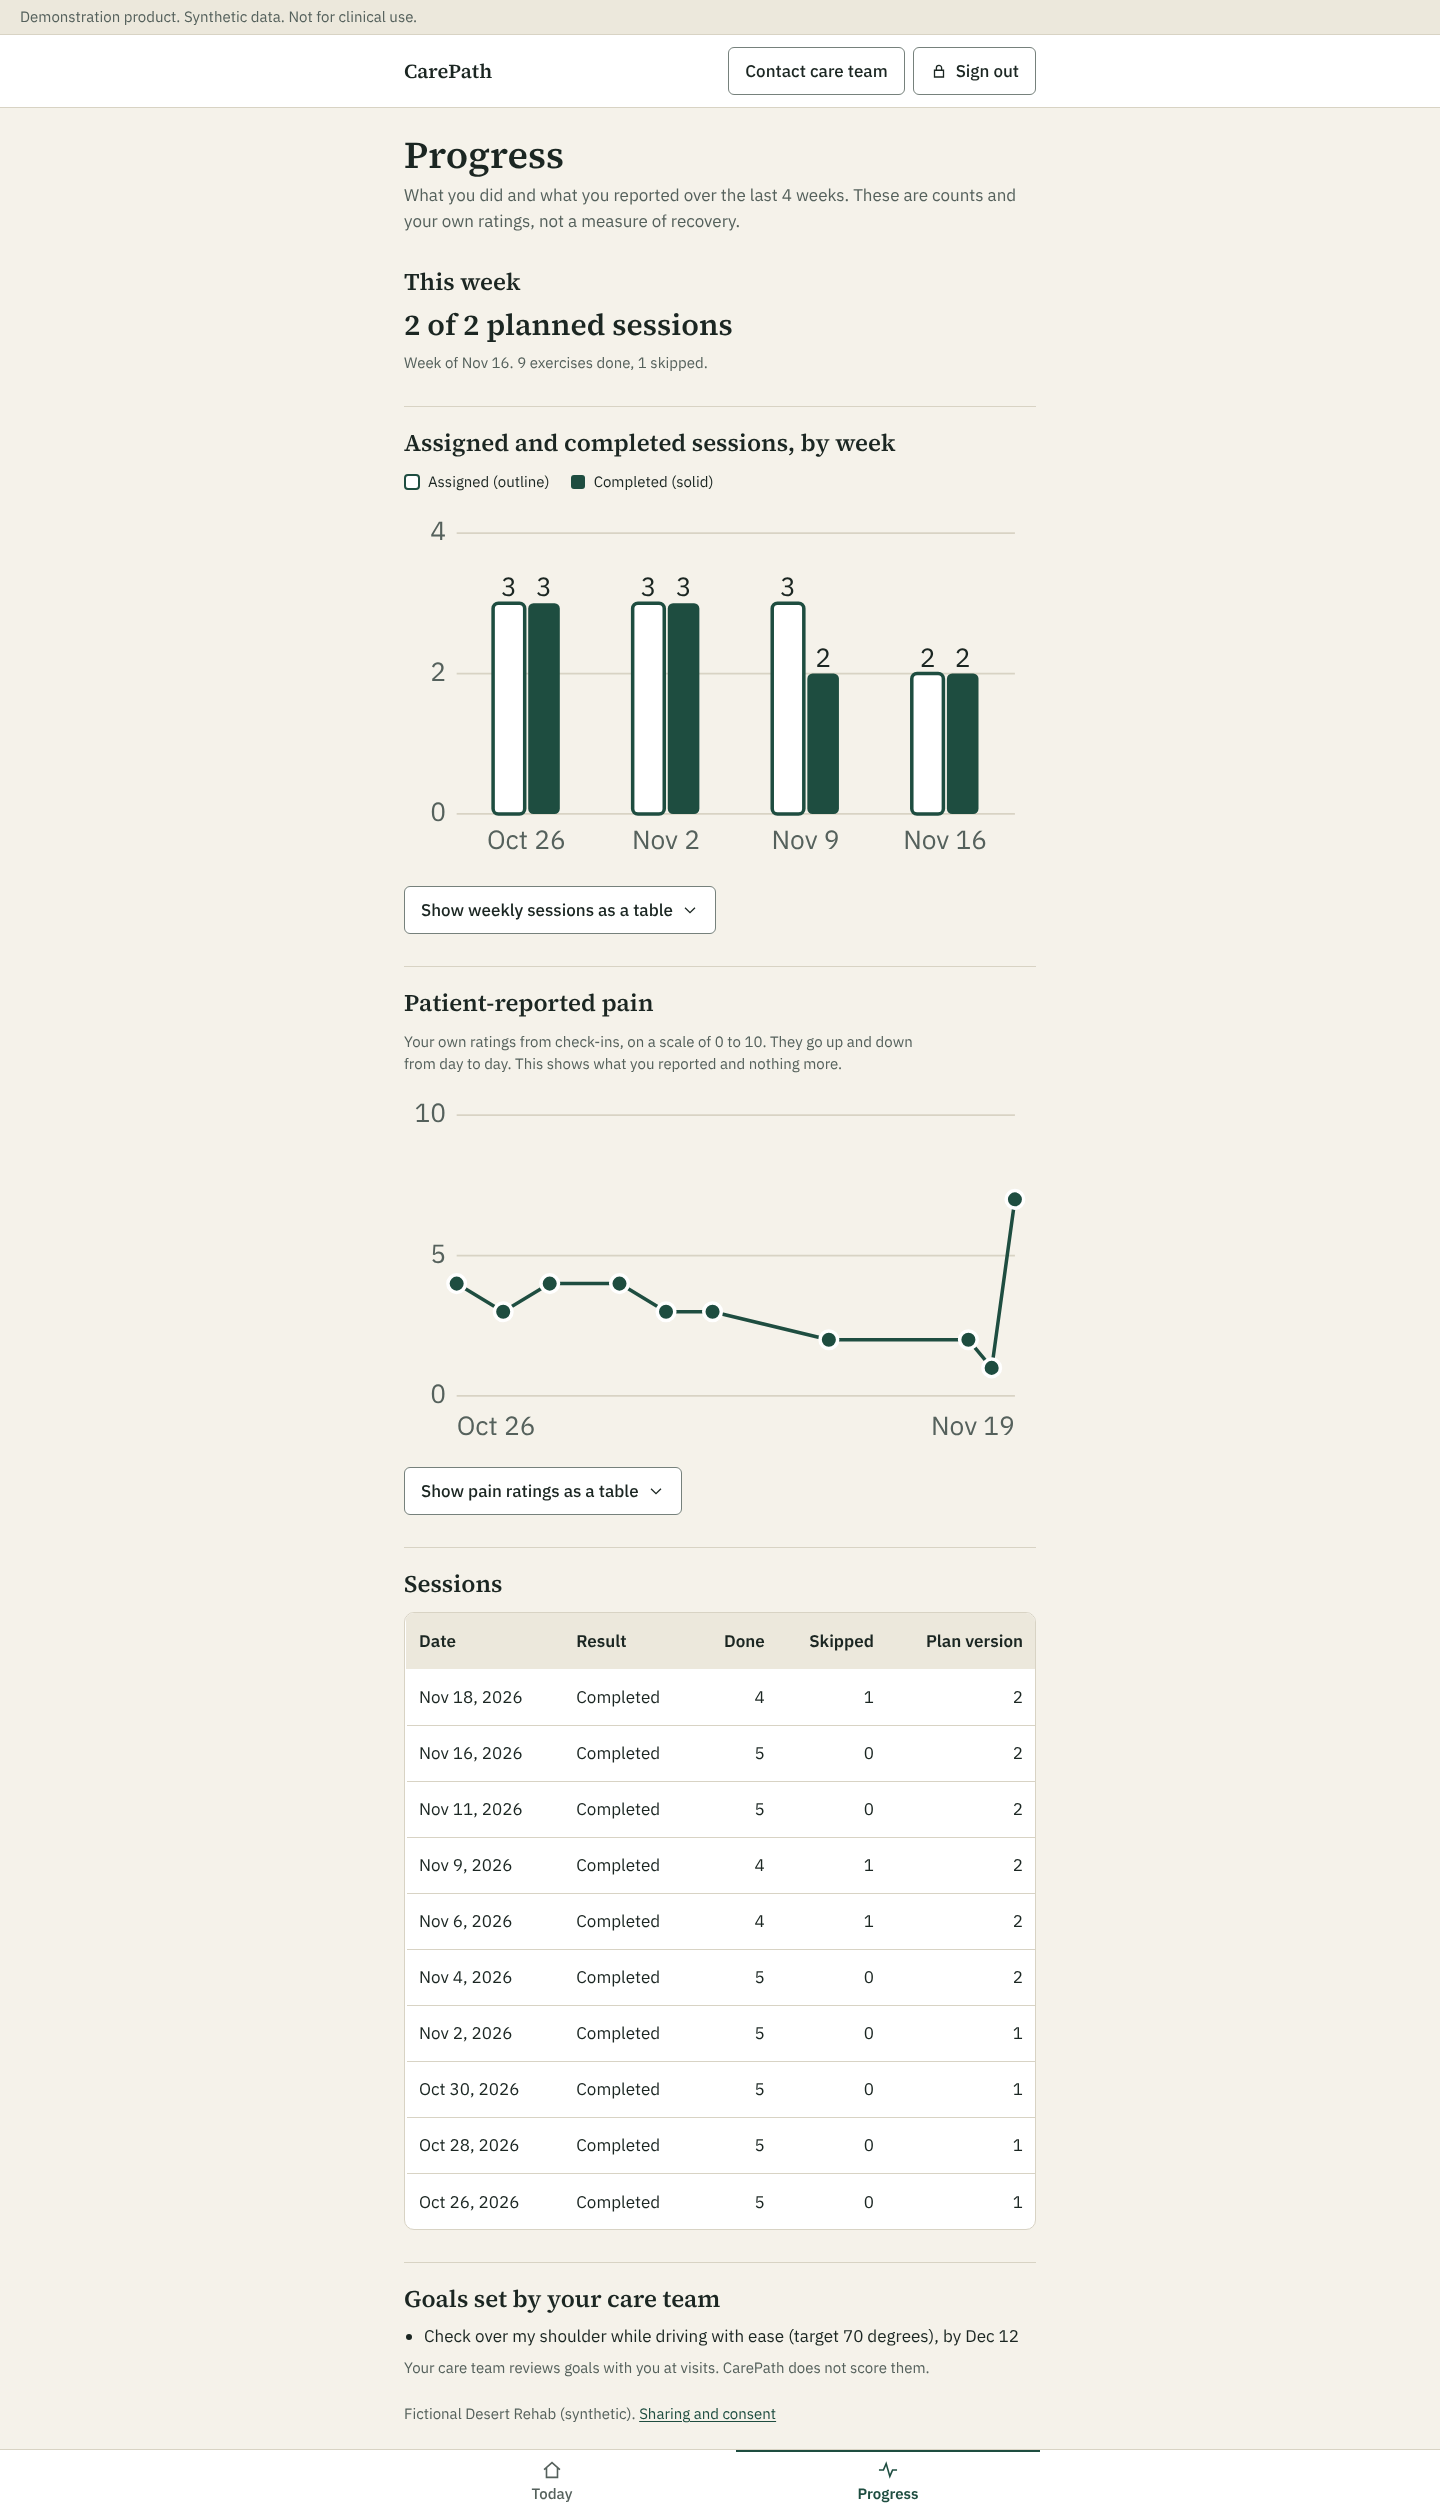 Demonstration product. Synthetic data. Not for clinical use.
CarePath
Contact care team
Sign out
Progress
What you did and what you reported over the last 4 weeks. These are counts and
your own ratings, not a measure of recovery.
This week
2 of 2 planned sessions
Week of Nov 16. 9 exercises done, 1 skipped.
Assigned and completed sessions, by week
Assigned (outline) Completed (solid)
4
3 3 3 3 3
2 2 2 2
0
Oct 26 Nov 2 Nov 9 Nov 16
Show weekly sessions as a table
Patient-reported pain
Your own ratings from check-ins, on a scale of 0 to 10. They go up and down
from day to day. This shows what you reported and nothing more.
10
5
0
Oct 26 Nov 19
Show pain ratings as a table
Sessions
Date Result Done Skipped Plan version
Nov 18, 2026 Completed 4 1 2
Nov 16, 2026 Completed 5 0 2
Nov 11, 2026 Completed 5 0 2
Nov 9, 2026 Completed 4 1 2
Nov 6, 2026 Completed 4 1 2
Nov 4, 2026 Completed 5 0 2
Nov 2, 2026 Completed 5 0 1
Oct 30, 2026 Completed 5 0 1
Oct 28, 2026 Completed 5 0 1
Oct 26, 2026 Completed 5 0 1
Goals set by your care team
Check over my shoulder while driving with ease (target 70 degrees), by Dec 12
Your care team reviews goals with you at visits. CarePath does not score them.
Fictional Desert Rehab (synthetic). Sharing and consent
Today Progress